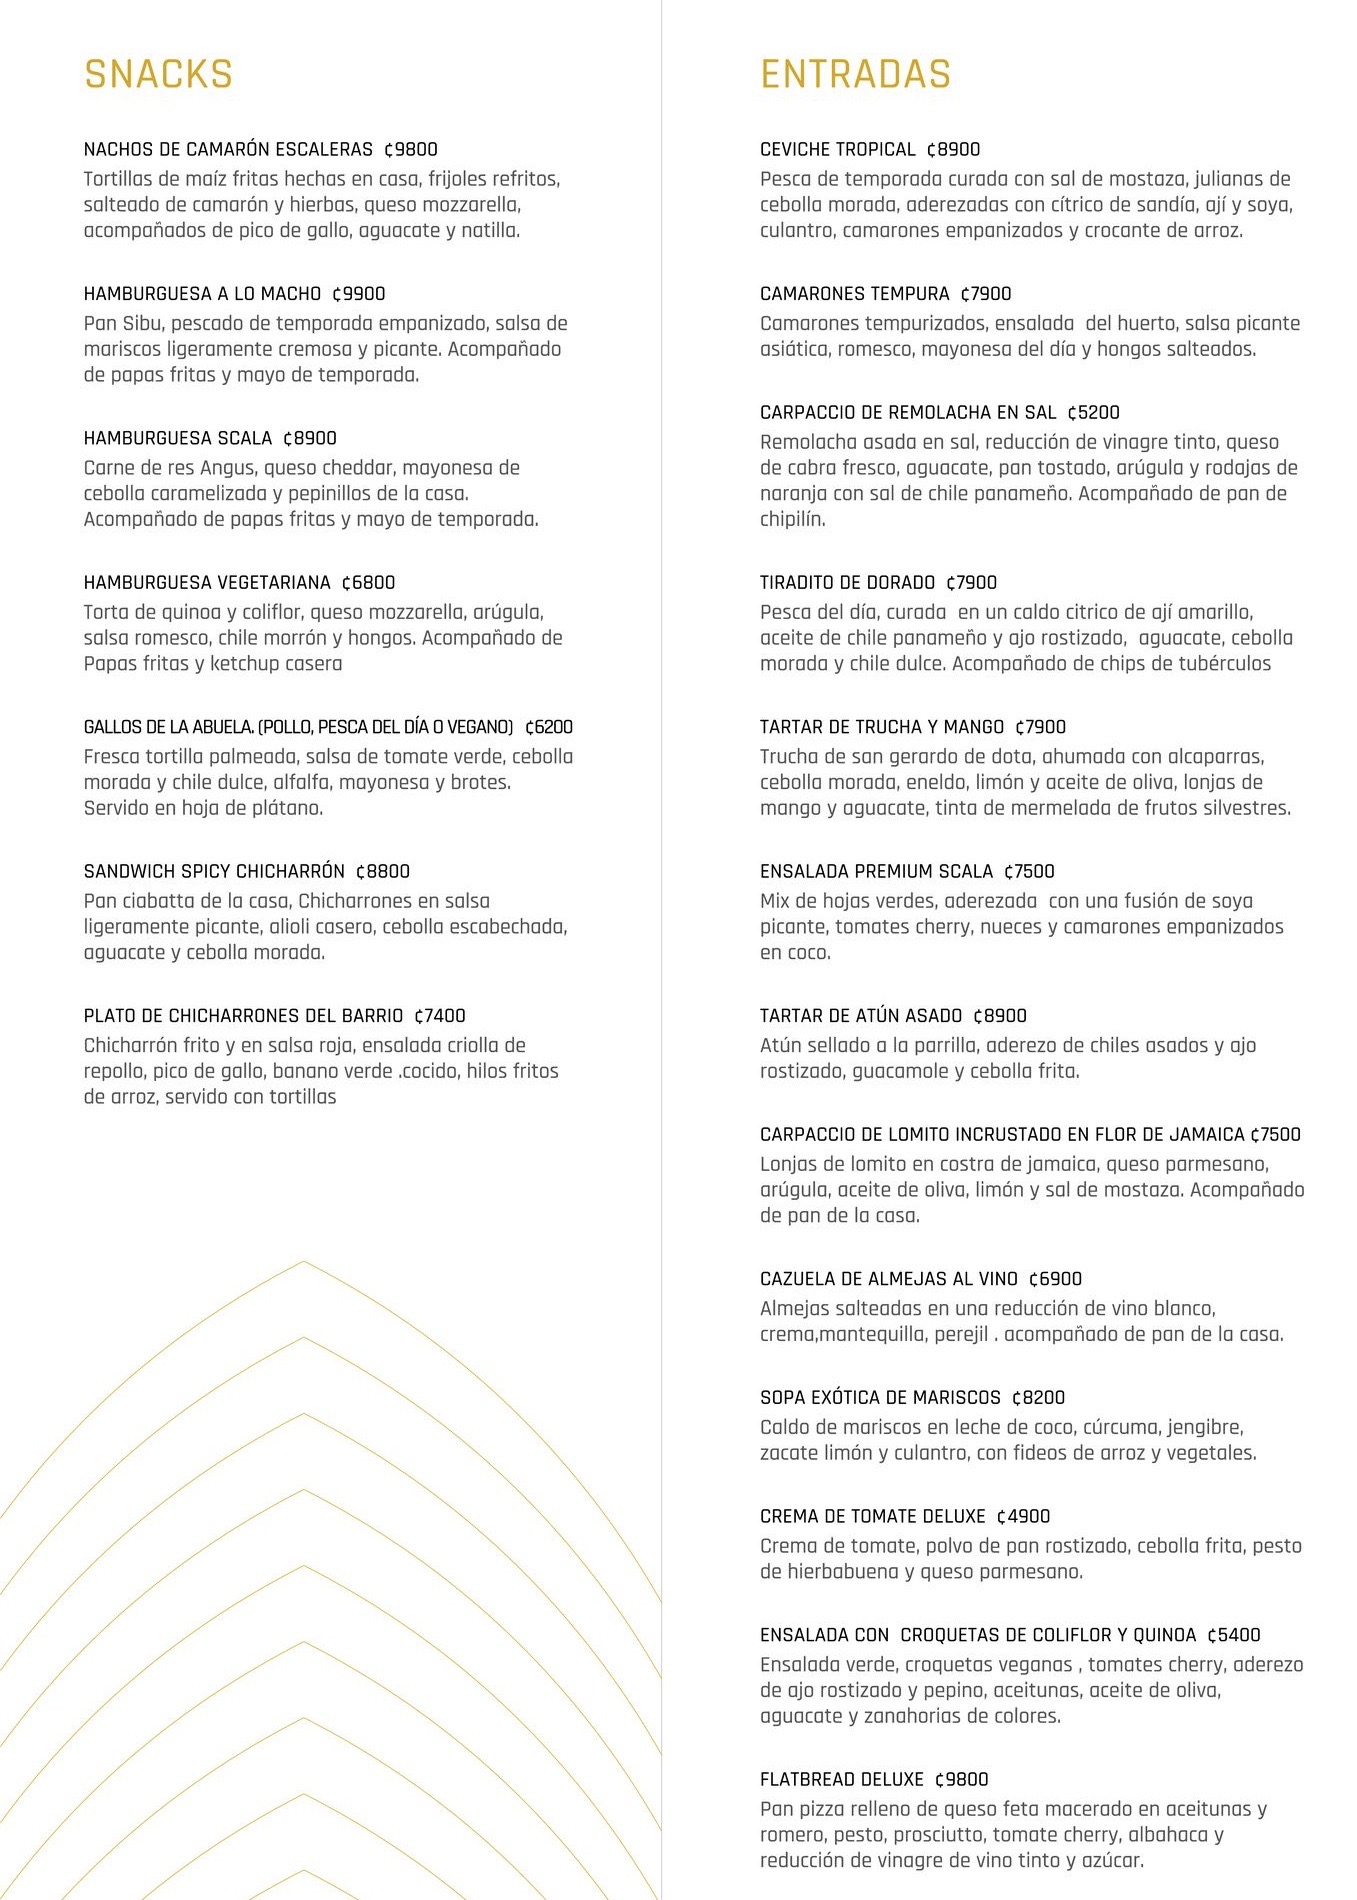 SNACKS
NACHOS DE CAMARÓN ESCALERAS ¢9800
Tortillas de maíz fritas hechas en casa, frijoles refritos,
salteado de camarón y hierbas, queso mozzarella,
acompañados de pico de gallo, aguacate y natilla.
HAMBURGUESA A LO MACHO ¢9900
Pan Sibu, pescado de temporada empanizado, salsa de
mariscos ligeramente cremosa y picante. Acompañado
de papas fritas y mayo de temporada.
HAMBURGUESA SCALA ¢8900
Carne de res Angus, queso cheddar, mayonesa de
cebolla caramelizada y pepinillos de la casa.
Acompañado de papas fritas y mayo de temporada.
HAMBURGUESA VEGETARIANA ¢6800
Torta de quinoa y coliflor, queso mozzarella, arúgula,
salsa romesco, chile morrón y hongos. Acompañado de
Papas fritas y ketchup casera
GALLOS DE LA ABUELA. (POLLO, PESCA DEL DÍA O VEGANO) ¢6200
Fresca tortilla palmeada, salsa de tomate verde, cebolla
morada y chile dulce, alfalfa, mayonesa y brotes.
Servido en hoja de plátano.
SANDWICH SPICY CHICHARRÓN ¢8800
Pan ciabatta de la casa, Chicharrones en salsa
ligeramente picante, alioli casero, cebolla escabechada,
aguacate y cebolla morada.
PLATO DE CHICHARRONES DEL BARRIO ¢7400
Chicharrón frito y en salsa roja, ensalada criolla de
repollo, pico de gallo, banano verde .cocido, hilos fritos
de arroz, servido con tortillas
ENTRADAS
CEVICHE TROPICAL ¢8900
Pesca de temporada curada con sal de mostaza, julianas de
cebolla morada, aderezadas con cítrico de sandía, ají y soya,
culantro, camarones empanizados y crocante de arroz.
CAMARONES TEMPURA ¢7900
Camarones tempurizados, ensalada del huerto, salsa picante
asiática, romesco, mayonesa del día y hongos salteados.
CARPACCIO DE REMOLACHA EN SAL ¢5200
Remolacha asada en sal, reducción de vinagre tinto, queso
de cabra fresco, aguacate, pan tostado, arúgula y rodajas de
naranja con sal de chile panameño. Acompañado de pan de
chipilín.
TIRADITO DE DORADO ¢7900
Pesca del día, curada en un caldo citrico de ají amarillo,
aceite de chile panameño y ajo rostizado, aguacate, cebolla
morada y chile dulce. Acompañado de chips de tubérculos
TARTAR DE TRUCHA Y MANGO ¢7900
Trucha de san gerardo de dota, ahumada con alcaparras,
cebolla morada, eneldo, limón y aceite de oliva, lonjas de
mango y aguacate, tinta de mermelada de frutos silvestres.
ENSALADA PREMIUM SCALA ¢7500
Mix de hojas verdes, aderezada con una fusión de soya
picante, tomates cherry, nueces y camarones empanizados
en coco.
TARTAR DE ATÚN ASADO ¢8900
Atún sellado a la parrilla, aderezo de chiles asados y ajo
rostizado, guacamole y cebolla frita.
CARPACCIO DE LOMITO INCRUSTADO EN FLOR DE JAMAICA ¢7500
Lonjas de lomito en costra de jamaica, queso parmesano,
arúgula, aceite de oliva, limón y sal de mostaza. Acompañado
de pan de la casa.
CAZUELA DE ALMEJAS AL VINO ¢6900
Almejas salteadas en una reducción de vino blanco,
crema,mantequilla, perejil . acompañado de pan de la casa.
SOPA EXÓTICA DE MARISCOS ¢8200
Caldo de mariscos en leche de coco, cúrcuma, jengibre,
zacate limón y culantro, con fideos de arroz y vegetales.
CREMA DE TOMATE DELUXE ¢4900
Crema de tomate, polvo de pan rostizado, cebolla frita, pesto
de hierbabuena y queso parmesano.
ENSALADA CON CROQUETAS DE COLIFLOR Y QUINOA ¢5400
Ensalada verde, croquetas veganas , tomates cherry, aderezo
de ajo rostizado y pepino, aceitunas, aceite de oliva,
aguacate y zanahorias de colores.
FLATBREAD DELUXE ¢9800
Pan pizza relleno de queso feta macerado en aceitunas y
romero, pesto, prosciutto, tomate cherry, albahaca y
reducción de vinagre de vino tinto y azúcar.